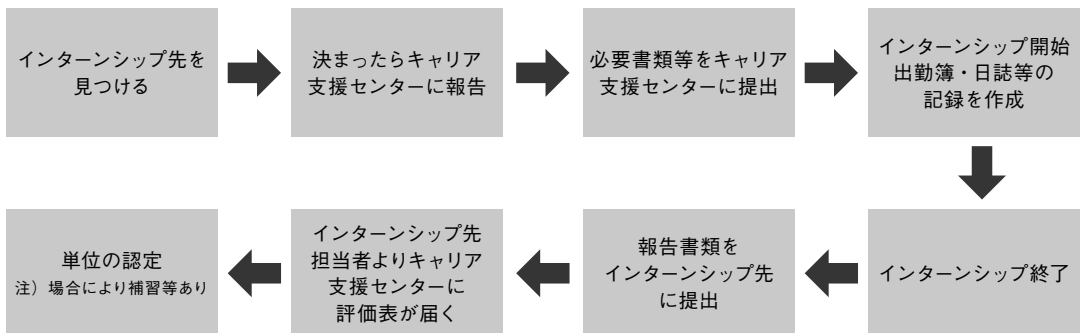 インターンシップ先を
見つける
決まったらキャリア
支援センターに報告
必要書類等をキャリア
支援センターに提出
インターンシップ開始
出勤簿・日誌等の
記録を作成
インターンシップ終了
報告書類を
インターンシップ先
に提出
インターンシップ先
担当者よりキャリア
支援センターに
評価表が届く
単位の認定
注）場合により補習等あり